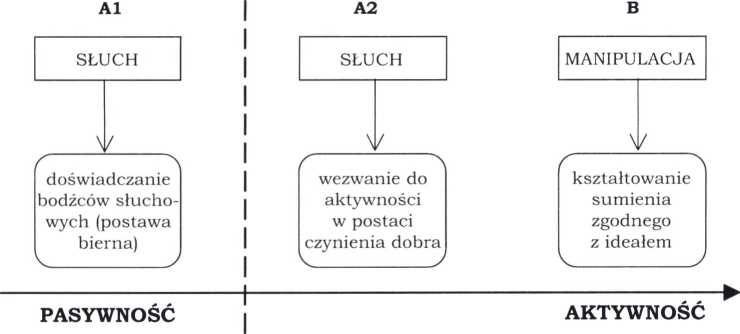 A1
A2
B
SŁUCH
SŁUCH
MANIPULACJA
doświadczanie
bodźców słucho-
wych (postawa
bierna)
wezwanie do
aktywności
w postaci
czynienia dobra
kształtowanie
sumienia
zgodnego
z ideałem
PASYWNOŚĆ
AKTYWNOŚĆ